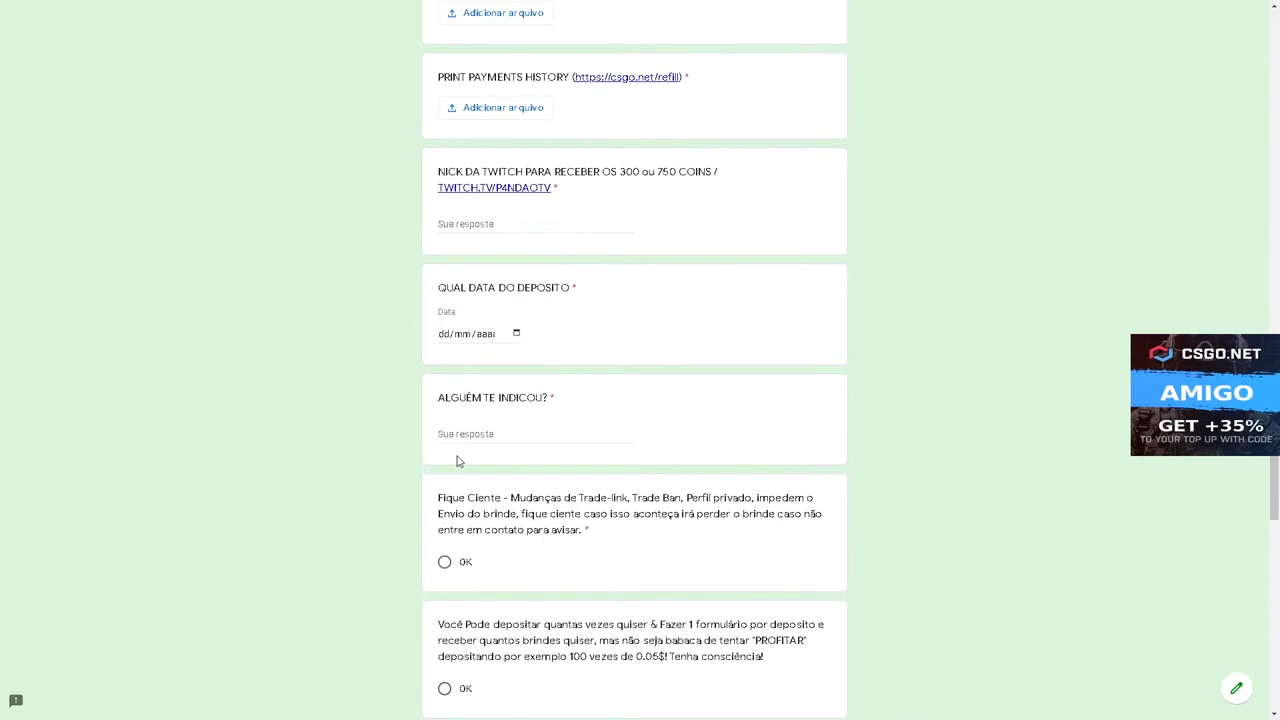 Adicionar arquivo
PRINT PAYMENTS HISTORY (https://csgo.net/refill) *
Adicionar arquivo
NICK DA TWITCH PARA RECEBER OS 300 ou 750 COINS /
TWITCH.TV/P4NDAOTV *
Sua resposta
QUAL DATA DO DEPOSITO *
Data
dd/mm/aaaa
ALGUÉM TE INDICOU? *
Sua resposta
Fique Ciente - Mudanças de Trade-link, Trade Ban, Perfil privado, impedem o
Envio do brinde, fique ciente caso isso aconteça irá perder o brinde caso não
entre em contato para avisar. *
OK
Você Pode depositar quantas vezes quiser & Fazer 1 formulário por deposito e
receber quantos brindes quiser, mas não seja babaca de tentar "PROFITAR"
depositando por exemplo 100 vezes de 0.05$! Tenha consciência!
OK
CSGO.NET
AMIGO
GET +35%
TO YOUR TOP UP WITH CODE